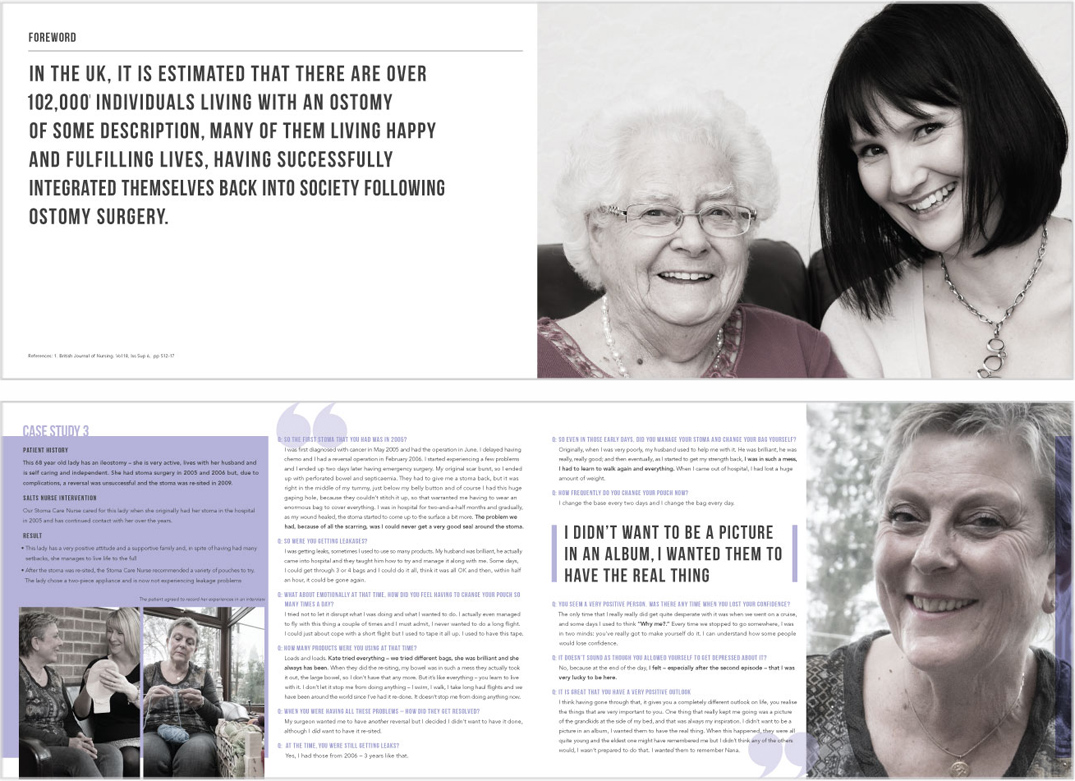 FOREWORD
IN THE UK, IT IS ESTIMATED THAT THERE ARE OVER
102,000¹ INDIVIDUALS LIVING WITH AN OSTOMY
OF SOME DESCRIPTION, MANY OF THEM LIVING HAPPY
AND FULFILLING LIVES, HAVING SUCCESSFULLY
INTEGRATED THEMSELVES BACK INTO SOCIETY FOLLOWING
OSTOMY SURGERY.
References: 1. British Journal of Nursing, Vol 18, Iss Sup 6, pp S12-17
CASE STUDY 3
PATIENT HISTORY
This 68 year old lady has an ileostomy – she is very active, lives with her husband and
is self caring and independent. She had stoma surgery in 2005 and 2006 but, due to
complications, a reversal was unsuccessful and the stoma was re-sited in 2009.
SALTS NURSE INTERVENTION
Our Stoma Care Nurse cared for this lady when she originally had her stoma in the hospital
in 2005 and has continued contact with her over the years.
RESULT
• This lady has a very positive attitude and a supportive family and, in spite of having had many
setbacks, she manages to live life to the full
• After the stoma was re-sited, the Stoma Care Nurse recommended a variety of pouches to try.
The lady chose a two-piece appliance and is now not experiencing leakage problems
The patient agreed to record her experiences in an interview
Q: SO THE FIRST STOMA THAT YOU HAD WAS IN 2006?
I was first diagnosed with cancer in May 2005 and had the operation in June. I delayed having
chemo and I had a reversal operation in February 2006. I started experiencing a few problems
and I ended up two days later having emergency surgery. My original scar burst, so I ended
up with perforated bowel and septicaemia. They had to give me a stoma back, but it was
right in the middle of my tummy, just below my belly button and of course I had this huge
gaping hole, because they couldn't stitch it up, so that warranted me having to wear an
enormous bag to cover everything. I was in hospital for two-and-a-half months and gradually,
as my wound healed, the stoma started to come up to the surface a bit more. The problem we
had, because of all the scarring, was I could never get a very good seal around the stoma.
Q: SO WERE YOU GETTING LEAKAGES?
I was getting leaks, sometimes I used to use so many products. My husband was brilliant, he actually
came into hospital and they taught him how to try and manage it along with me. Some days,
I could get through 3 or 4 bags and I could do it all, think it was all OK and then, within half
an hour, it could be gone again.
Q: WHAT ABOUT EMOTIONALLY AT THAT TIME, HOW DID YOU FEEL HAVING TO CHANGE YOUR POUCH SO
MANY TIMES A DAY?
I tried not to let it disrupt what I was doing and what I wanted to do. I actually even managed
to fly with this thing a couple of times and I must admit, I never wanted to do a long flight.
I could just about cope with a short flight but I used to tape it all up, I used to have this tape.
Q: HOW MANY PRODUCTS WERE YOU USING AT THAT TIME?
Loads and loads. Kate tried everything – we tried different bags, she was brilliant and she
always has been. When they did the re-siting, my bowel was in such a mess they actually took
it out, the large bowel, so I don't have that any more. But it's like everything – you learn to live
with it. I don't let it stop me from doing anything – I swim, I walk, I take long haul flights and we
have been around the world since I've had it re-done. It doesn't stop me from doing anything now.
Q: WHEN YOU WERE HAVING ALL THESE PROBLEMS – HOW DID THEY GET RESOLVED?
My surgeon wanted me to have another reversal but I decided I didn't want to have it done,
although I did want to have it re-sited.
Q: AT THE TIME, YOU WERE STILL GETTING LEAKS?
Yes, I had those from 2006 – 3 years like that.
Q: SO EVEN IN THOSE EARLY DAYS, DID YOU MANAGE YOUR STOMA AND CHANGE YOUR BAG YOURSELF?
Originally, when I was very poorly, my husband used to help me with it. He was brilliant, he was
really, really good; and then eventually, as I started to get my strength back, I was in such a mess,
I had to learn to walk again and everything. When I came out of hospital, I had lost a huge
amount of weight.
Q: HOW FREQUENTLY DO YOU CHANGE YOUR POUCH NOW?
I change the base every two days and I change the bag every day.
I DIDN'T WANT TO BE A PICTURE
IN AN ALBUM, I WANTED THEM TO
HAVE THE REAL THING
Q: YOU SEEM A VERY POSITIVE PERSON. WAS THERE ANY TIME WHEN YOU LOST YOUR CONFIDENCE?
The only time that I really really did get quite desperate with it was when we went on a cruise,
and some days I used to think "Why me?." Every time we stopped to go somewhere, I was
in two minds: you've really got to make yourself do it. I can understand how some people
would lose confidence.
Q: IT DOESN'T SOUND AS THOUGH YOU ALLOWED YOURSELF TO GET DEPRESSED ABOUT IT?
No, because at the end of the day, I felt – especially after the second episode – that I was
very lucky to be here.
Q: IT IS GREAT THAT YOU HAVE A VERY POSITIVE OUTLOOK
I think having gone through that, it gives you a completely different outlook on life, you realise
the things that are very important to you. One thing that really kept me going was a picture
of the grandkids at the side of my bed, and that was always my inspiration. I didn't want to be a
picture in an album, I wanted them to have the real thing. When this happened, they were all
quite young and the eldest one might have remembered me but I didn't think any of the others
would, I wasn't prepared to do that. I wanted them to remember Nana.